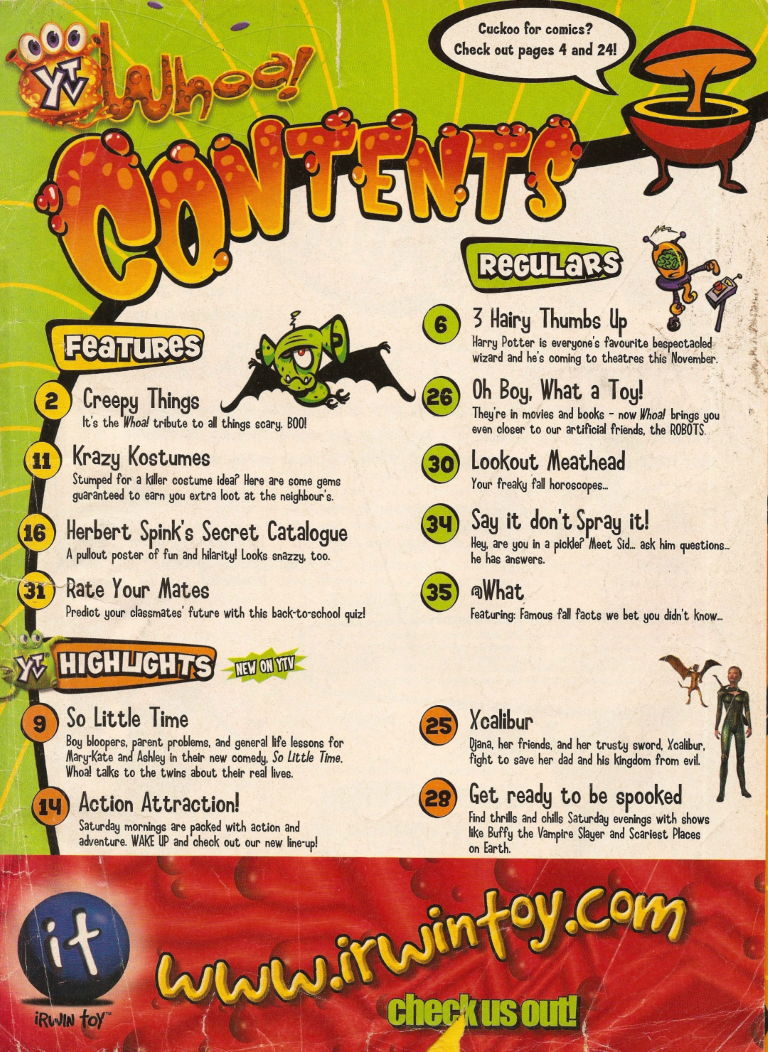 YTV Whoa!
Cuckoo for comics?
Check out pages 4 and 24!
CONTENTS
FEATURES
2 Creepy Things
It's the Whoa! tribute to all things scary. BOO!
11 Krazy Kostumes
Stumped for a killer costume idea? Here are some gems
guaranteed to earn you extra loot at the neighbour's.
16 Herbert Spink's Secret Catalogue
A pullout poster of fun and hilarity! Looks snazzy, too.
31 Rate Your Mates
Predict your classmates' future with this back-to-school quiz!
REGULARS
6 3 Hairy Thumbs Up
Harry Potter is everyone's favourite bespectacled
wizard and he's coming to theatres this November.
26 Oh Boy, What a Toy!
They're in movies and books - now Whoa! brings you
even closer to our artificial friends, the ROBOTS.
30 Lookout Meathead
Your freaky fall horoscopes...
34 Say it don't Spray it!
Hey, are you in a pickle? Meet Sid... ask him questions...
he has answers.
35 @What
Featuring: Famous fall facts we bet you didn't know...
YTV HIGHLIGHTS NEW ON YTV
9 So Little Time
Boy bloopers, parent problems, and general life lessons for
Mary-Kate and Ashley in their new comedy, So Little Time.
Whoa! talks to the twins about their real lives.
14 Action Attraction!
Saturday mornings are packed with action and
adventure. WAKE UP and check out our new line-up!
25 Xcalibur
Djana, her friends, and her trusty sword, Xcalibur,
fight to save her dad and his kingdom from evil.
28 Get ready to be spooked
Find thrills and chills Saturday evenings with shows
like Buffy the Vampire Slayer and Scariest Places
on Earth.
it
iRWIN toy™
www.irwintoy.com
check us out!